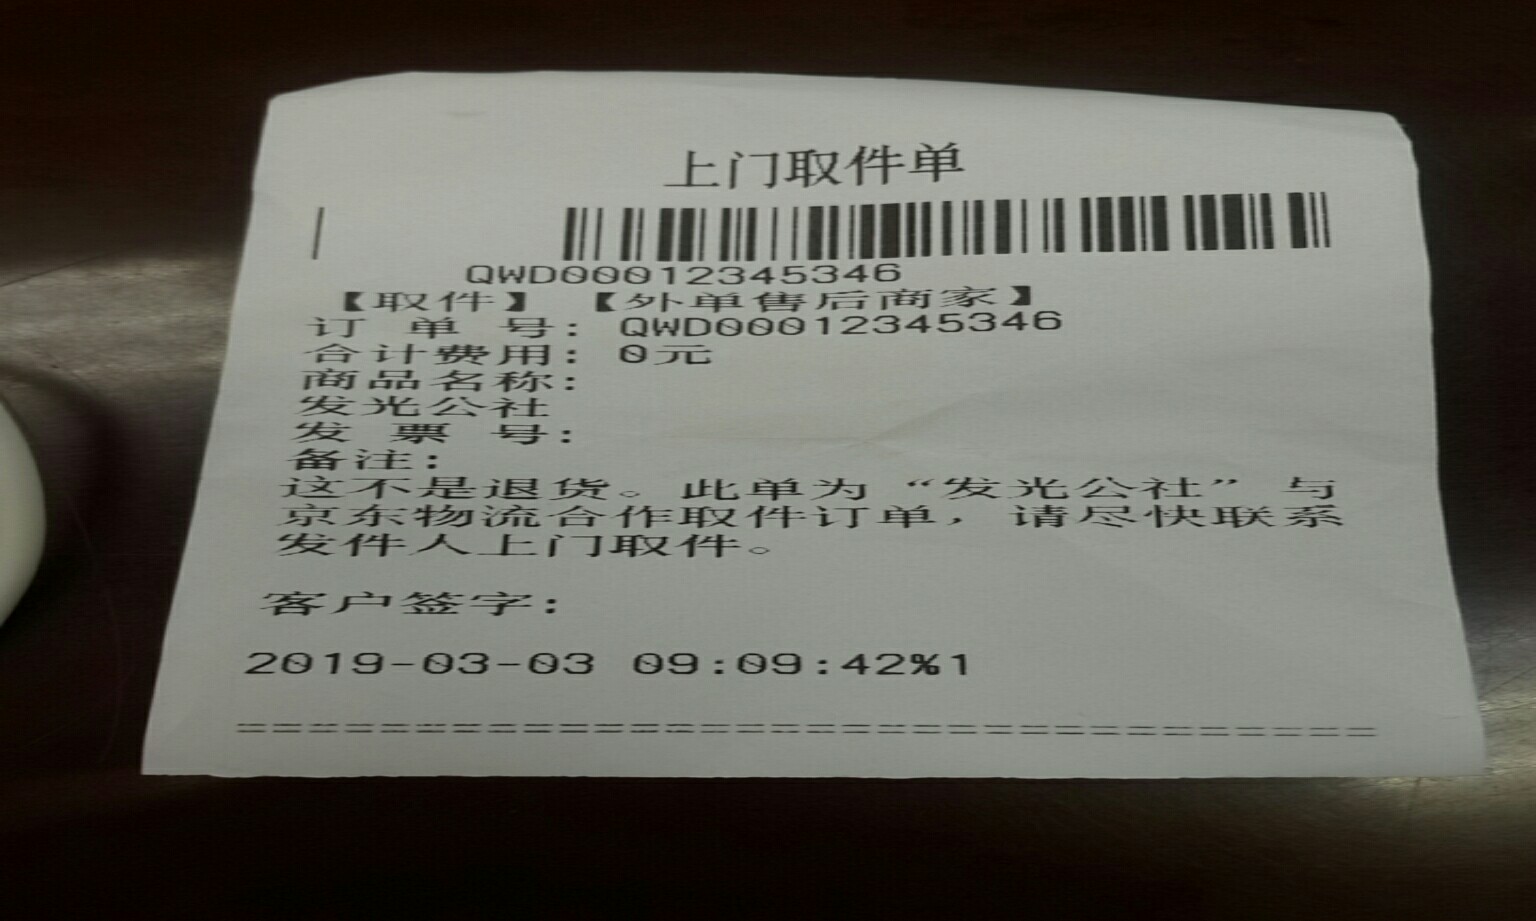 上门取件单
QWD00012345346
【取件】 【外单售后商家】
订 单 号: QWD00012345346
合计费用: 0元
商品名称:
发光公社
发 票 号:
备注:
这不是退货。此单为“发光公社”与
京东物流合作取件订单, 请尽快联系
发件人上门取件。
客户签字:
2019-03-03 09:09:42%1
================================